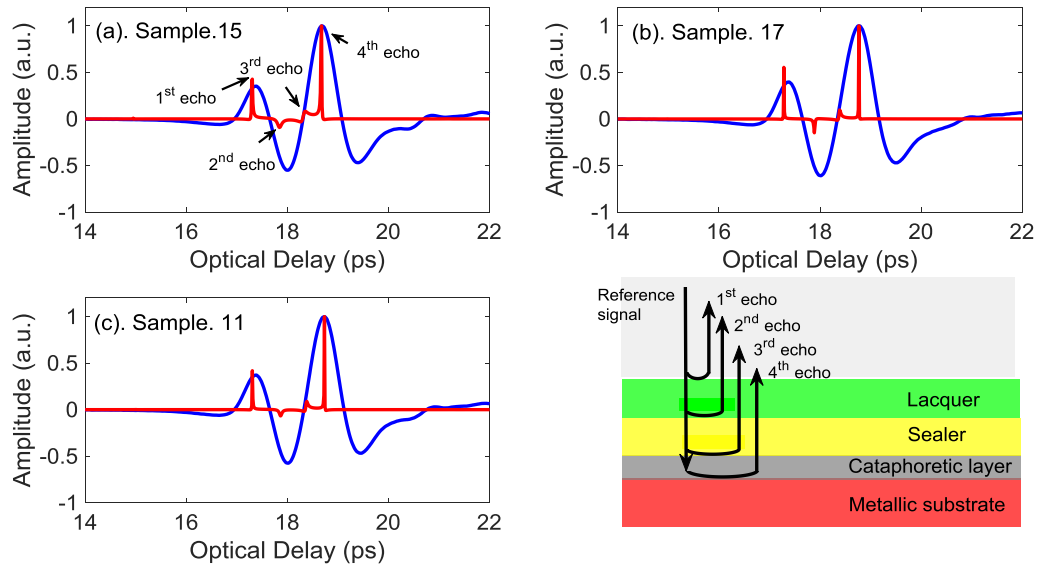 (a). Sample.15
1st echo
2nd echo
3rd echo
4th echo
Amplitude (a.u.)
1
0.5
0
-0.5
-1
14
16
18
20
22
Optical Delay (ps)
(b). Sample. 17
Amplitude (a.u.)
1
0.5
0
-0.5
-1
14
16
18
20
22
Optical Delay (ps)
(c). Sample. 11
Amplitude (a.u.)
1
0.5
0
-0.5
-1
14
16
18
20
22
Optical Delay (ps)
Reference
signal
1st echo
2nd echo
3rd echo
4th echo
Lacquer
Sealer
Cataphoretic layer
Metallic substrate